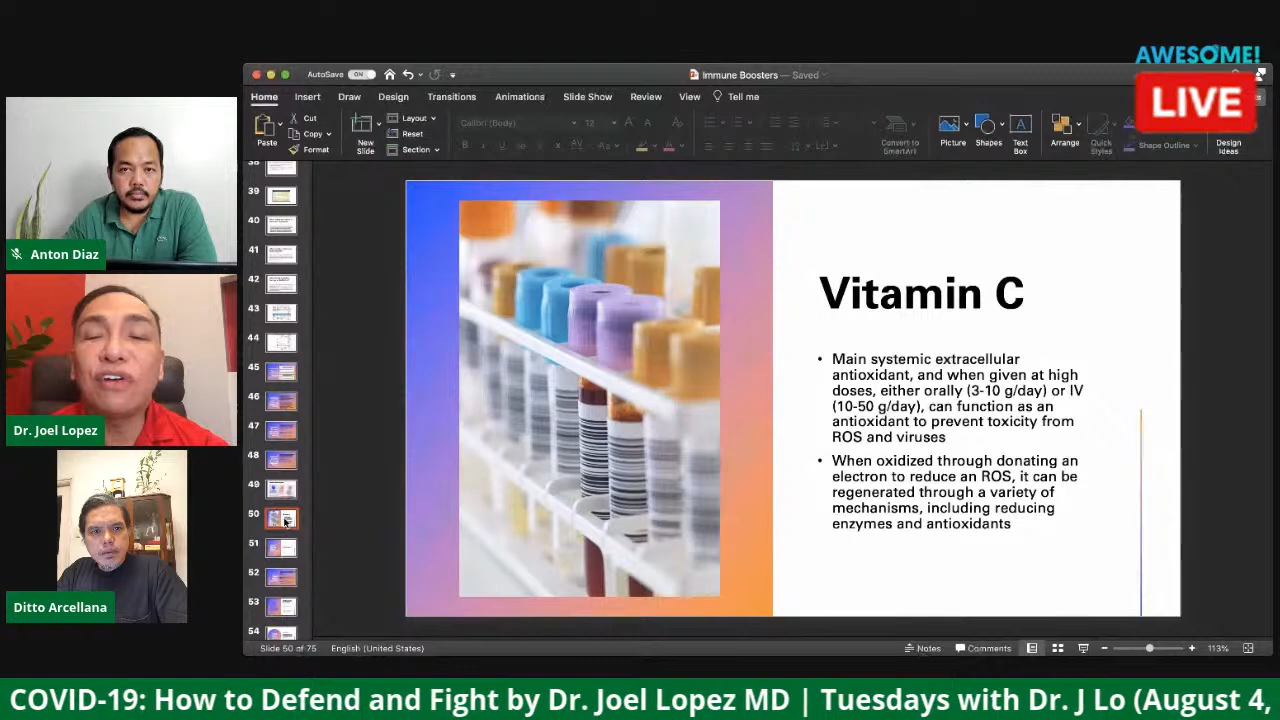 AWESOME!
LIVE
AutoSave ON
Immune Boosters — Saved
Home Insert Draw Design Transitions Animations Slide Show Review View Tell me
Paste
Cut
Copy
Format
New Slide
Layout
Reset
Section
Calibri (Body) 12
Convert to SmartArt
Picture
Shapes
Text Box
Arrange
Quick Styles
Shape Outline
Design Ideas
Anton Diaz
Dr. Joel Lopez
Ditto Arcellana
38
39
40
41
42
43
44
45
46
47
48
49
50
51
52
53
54
Vitamin C
• Main systemic extracellular
antioxidant, and when given at high
doses, either orally (3-10 g/day) or IV
(10-50 g/day), can function as an
antioxidant to prevent toxicity from
ROS and viruses
• When oxidized through donating an
electron to reduce an ROS, it can be
regenerated through a variety of
mechanisms, including reducing
enzymes and antioxidants
Slide 50 of 75 English (United States) Notes Comments 113%
COVID-19: How to Defend and Fight by Dr. Joel Lopez MD | Tuesdays with Dr. J Lo (August 4,